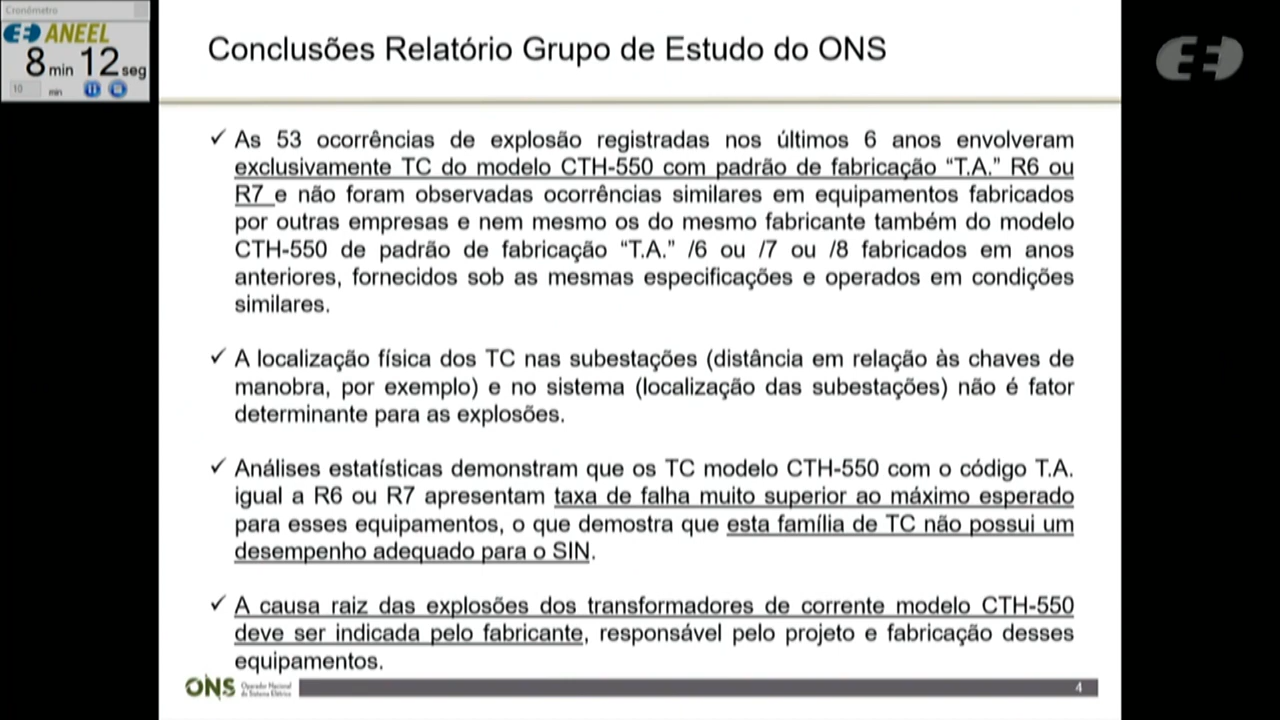 Cronômetro
ANEEL
8 min 12 seg
10 min
Conclusões Relatório Grupo de Estudo do ONS
✓ As 53 ocorrências de explosão registradas nos últimos 6 anos envolveram
exclusivamente TC do modelo CTH-550 com padrão de fabricação “T.A.” R6 ou
R7 e não foram observadas ocorrências similares em equipamentos fabricados
por outras empresas e nem mesmo os do mesmo fabricante também do modelo
CTH-550 de padrão de fabricação “T.A.” /6 ou /7 ou /8 fabricados em anos
anteriores, fornecidos sob as mesmas especificações e operados em condições
similares.
✓ A localização física dos TC nas subestações (distância em relação às chaves de
manobra, por exemplo) e no sistema (localização das subestações) não é fator
determinante para as explosões.
✓ Análises estatísticas demonstram que os TC modelo CTH-550 com o código T.A.
igual a R6 ou R7 apresentam taxa de falha muito superior ao máximo esperado
para esses equipamentos, o que demostra que esta família de TC não possui um
desempenho adequado para o SIN.
✓ A causa raiz das explosões dos transformadores de corrente modelo CTH-550
deve ser indicada pelo fabricante, responsável pelo projeto e fabricação desses
equipamentos.
ONS Operador Nacional
do Sistema Elétrico
4